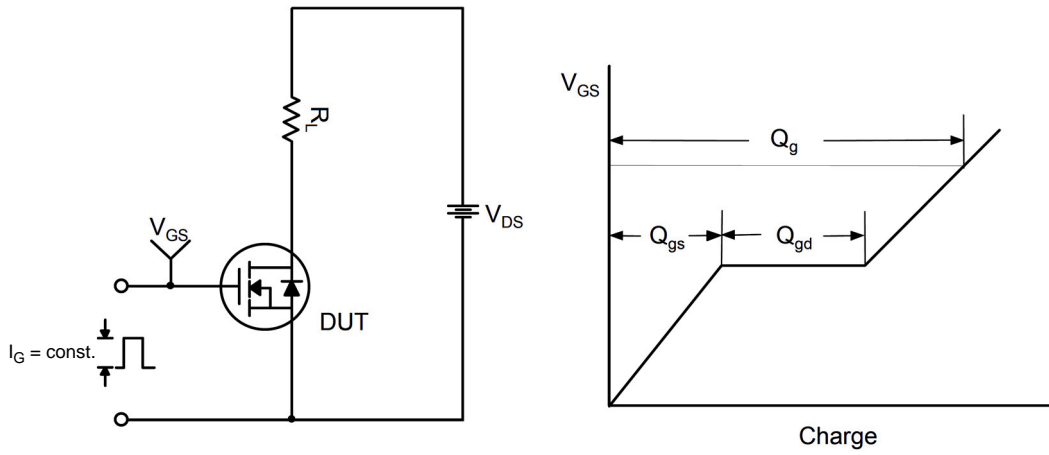 R_L
V_GS
V_DS
DUT
I_G = const.
V_GS
Q_g
Q_gs
Q_gd
Charge